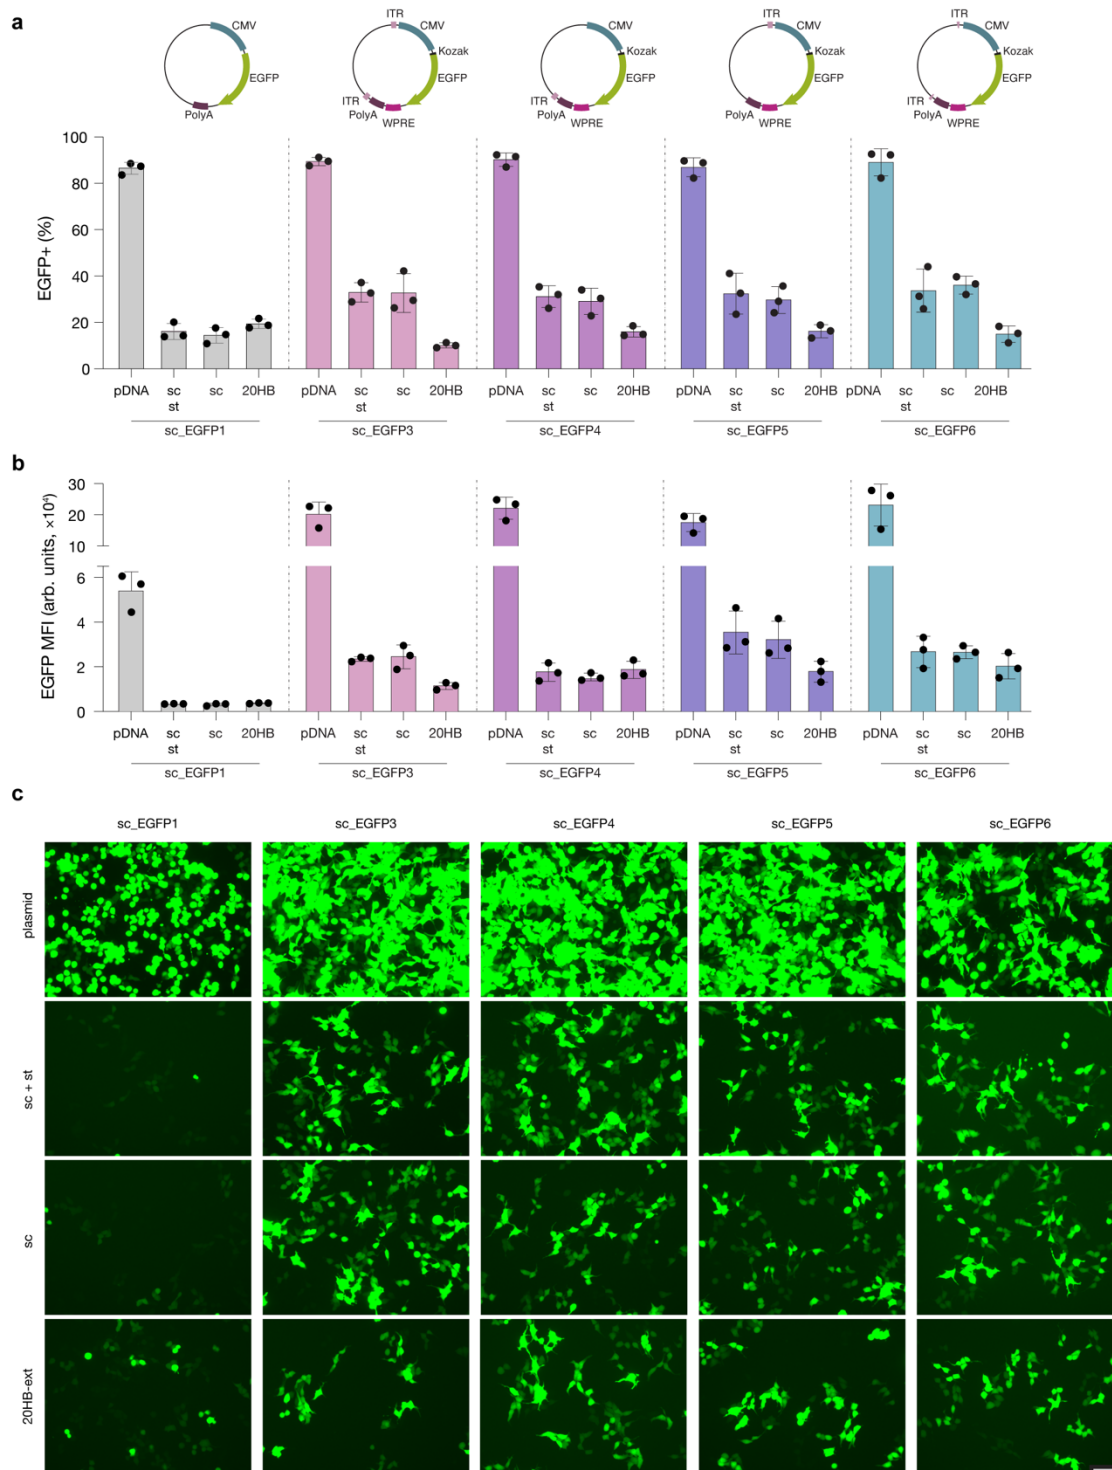 a
CMV
EGFP
PolyA
ITR
CMV
Kozak
EGFP
ITR
PolyA
WPRE
CMV
Kozak
EGFP
ITR
PolyA
WPRE
ITR
CMV
Kozak
EGFP
PolyA
WPRE
ITR
CMV
Kozak
EGFP
ITR
PolyA
WPRE
EGFP+ (%)
100
80
60
40
20
0
pDNA sc st sc 20HB
sc_EGFP1
pDNA sc st sc 20HB
sc_EGFP3
pDNA sc st sc 20HB
sc_EGFP4
pDNA sc st sc 20HB
sc_EGFP5
pDNA sc st sc 20HB
sc_EGFP6
b
EGFP MFI (arb. units, ×10⁴)
30
20
10
6
4
2
0
pDNA sc st sc 20HB
sc_EGFP1
pDNA sc st sc 20HB
sc_EGFP3
pDNA sc st sc 20HB
sc_EGFP4
pDNA sc st sc 20HB
sc_EGFP5
pDNA sc st sc 20HB
sc_EGFP6
c
sc_EGFP1 sc_EGFP3 sc_EGFP4 sc_EGFP5 sc_EGFP6
plasmid
sc + st
sc
20HB-ext